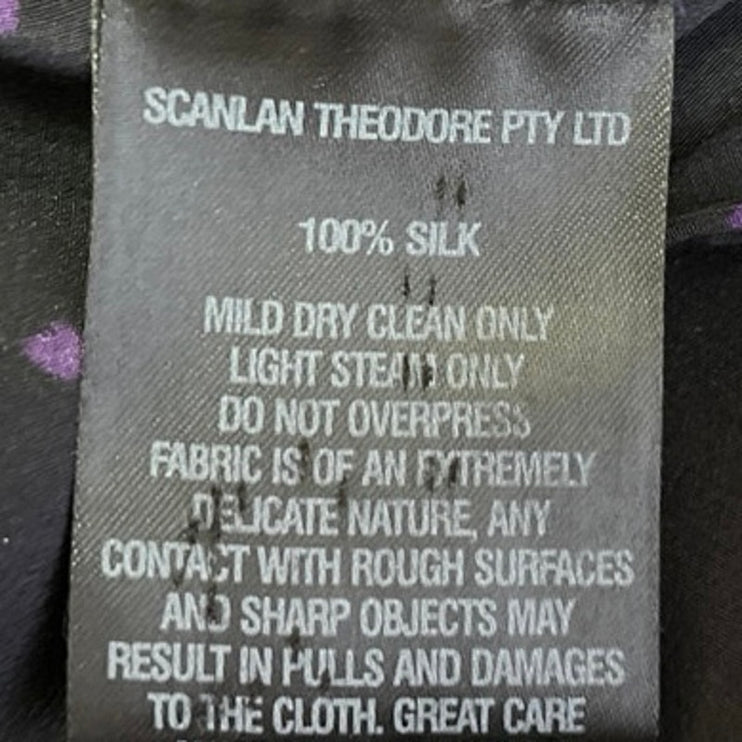 SCANLAN THEODORE PTY LTD
100% SILK
MILD DRY CLEAN ONLY
LIGHT STEAM ONLY
DO NOT OVERPRESS
FABRIC IS OF AN EXTREMELY
DELICATE NATURE, ANY
CONTACT WITH ROUGH SURFACES
AND SHARP OBJECTS MAY
RESULT IN PULLS AND DAMAGES
TO THE CLOTH. GREAT CARE